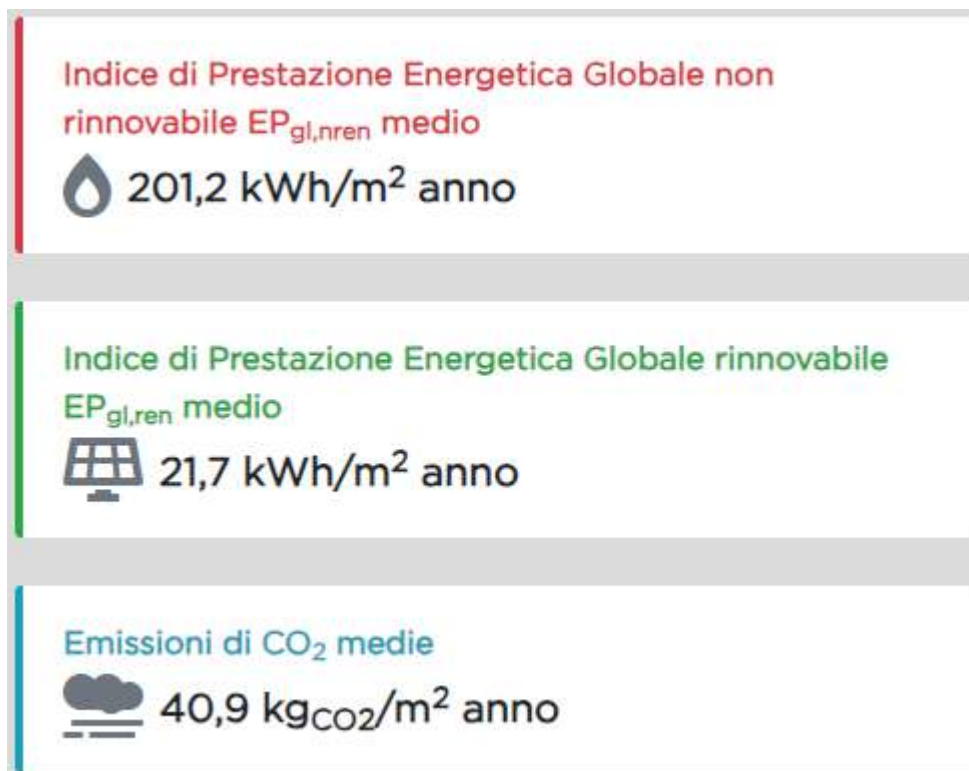 Indice di Prestazione Energetica Globale non
rinnovabile EPgl,nren medio
201,2 kWh/m² anno
Indice di Prestazione Energetica Globale rinnovabile
EPgl,ren medio
21,7 kWh/m² anno
Emissioni di CO₂ medie
40,9 kgCO2/m² anno